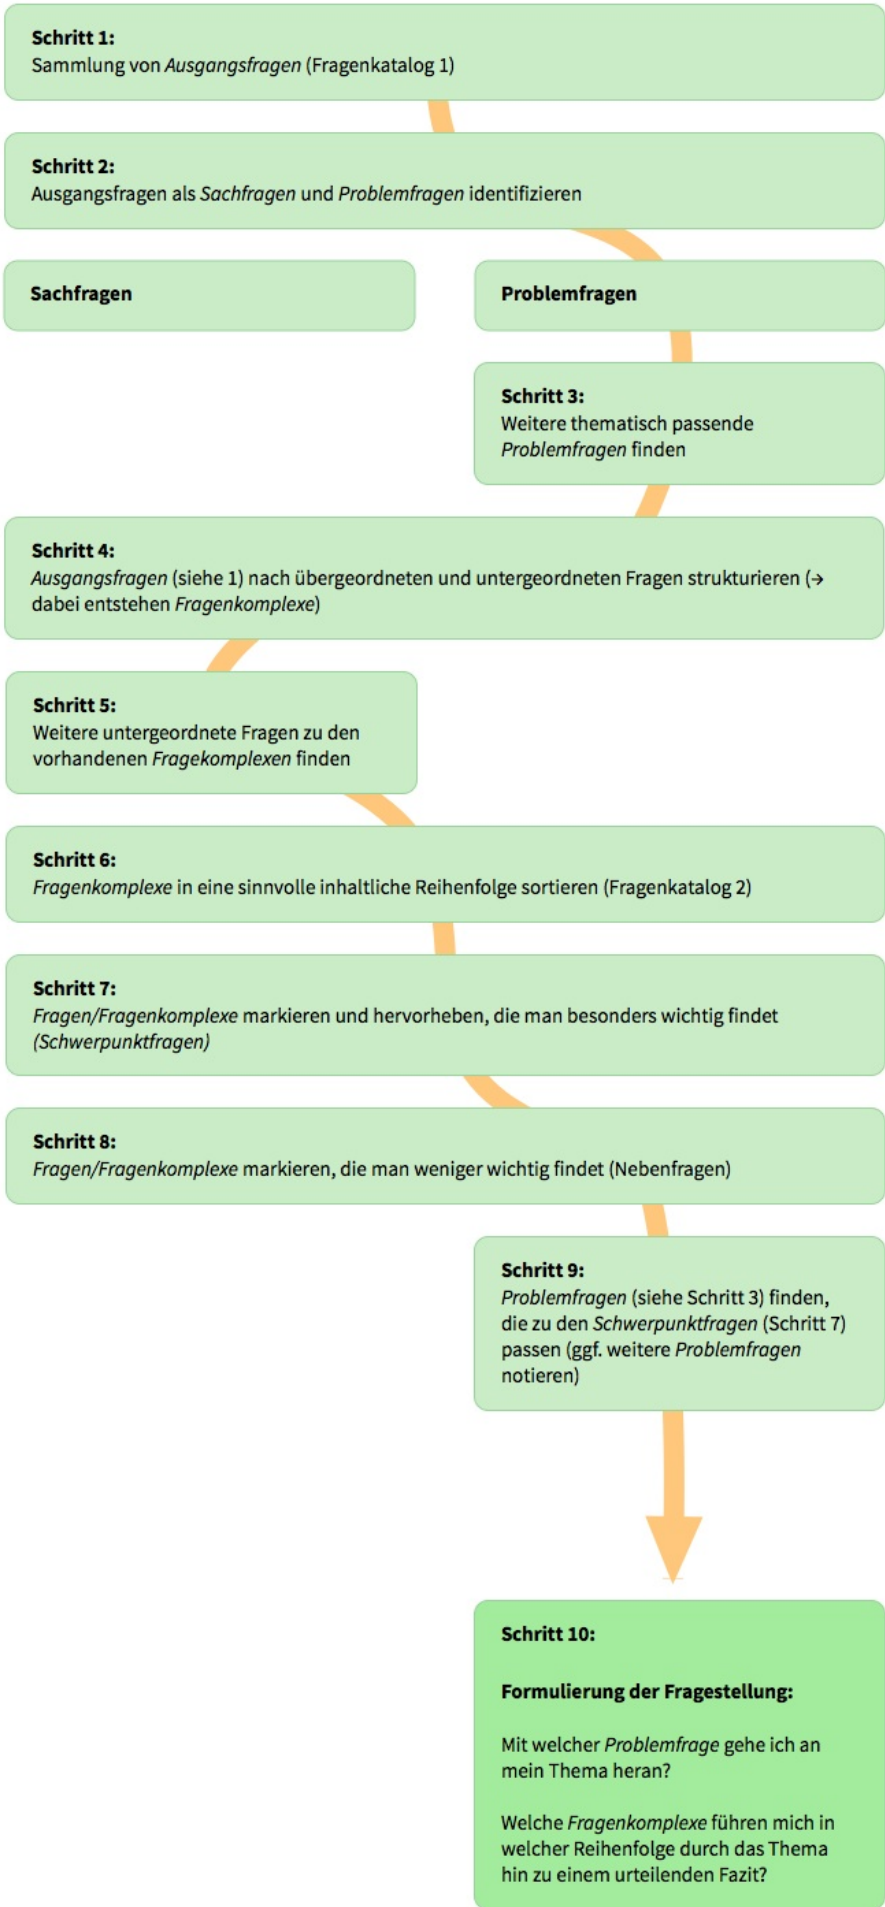 Schritt 1:
Sammlung von Ausgangsfragen (Fragenkatalog 1)
Schritt 2:
Ausgangsfragen als Sachfragen und Problemfragen identifizieren
Sachfragen
Problemfragen
Schritt 3:
Weitere thematisch passende
Problemfragen finden
Schritt 4:
Ausgangsfragen (siehe 1) nach übergeordneten und untergeordneten Fragen strukturieren (→
dabei entstehen Fragenkomplexe)
Schritt 5:
Weitere untergeordnete Fragen zu den
vorhandenen Fragekomplexen finden
Schritt 6:
Fragenkomplexe in eine sinnvolle inhaltliche Reihenfolge sortieren (Fragenkatalog 2)
Schritt 7:
Fragen/Fragenkomplexe markieren und hervorheben, die man besonders wichtig findet
(Schwerpunktfragen)
Schritt 8:
Fragen/Fragenkomplexe markieren, die man weniger wichtig findet (Nebenfragen)
Schritt 9:
Problemfragen (siehe Schritt 3) finden,
die zu den Schwerpunktfragen (Schritt 7)
passen (ggf. weitere Problemfragen
notieren)
Schritt 10:
Formulierung der Fragestellung:
Mit welcher Problemfrage gehe ich an
mein Thema heran?
Welche Fragenkomplexe führen mich in
welcher Reihenfolge durch das Thema
hin zu einem urteilenden Fazit?